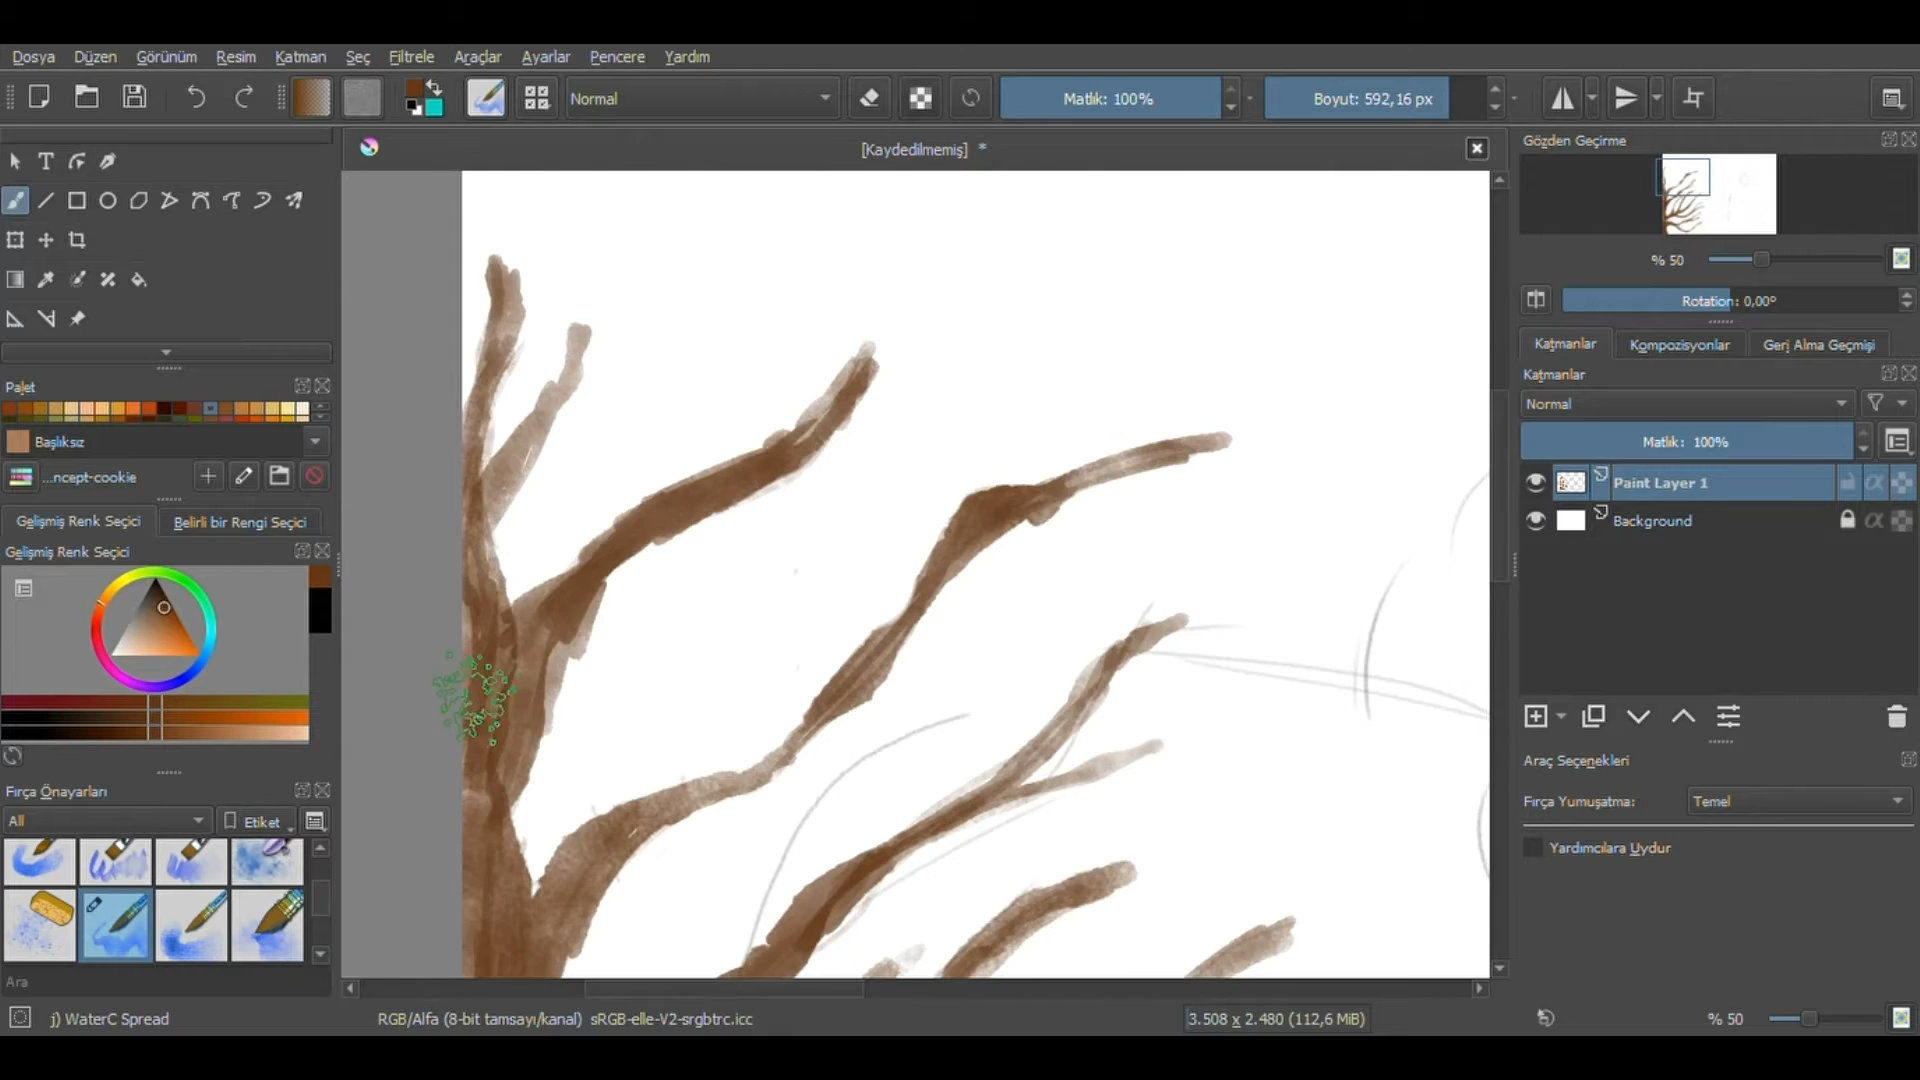 Dosya Düzen Görünüm Resim Katman Seç Filtrele Araçlar Ayarlar Pencere Yardım
Normal Matlık: 100% Boyut: 592,16 px
[Kaydedilmemiş] *
Gözden Geçirme
% 50
Rotation: 0,00º
Katmanlar Kompozisyonlar Geri Alma Geçmişi
Katmanlar
Normal
Matlık: 100%
Paint Layer 1
Background
Araç Seçenekleri
Fırça Yumuşatma: Temel
Yardımcılara Uydur
Palet
Başlıksız
...ncept-cookie
Gelişmiş Renk Seçici Belirli bir Rengi Seçici
Gelişmiş Renk Seçici
Fırça Önayarları
All Etiket
Ara
j) WaterC Spread RGB/Alfa (8-bit tamsayı/kanal) sRGB-elle-V2-srgbtrc.icc 3.508 x 2.480 (112,6 MiB) % 50